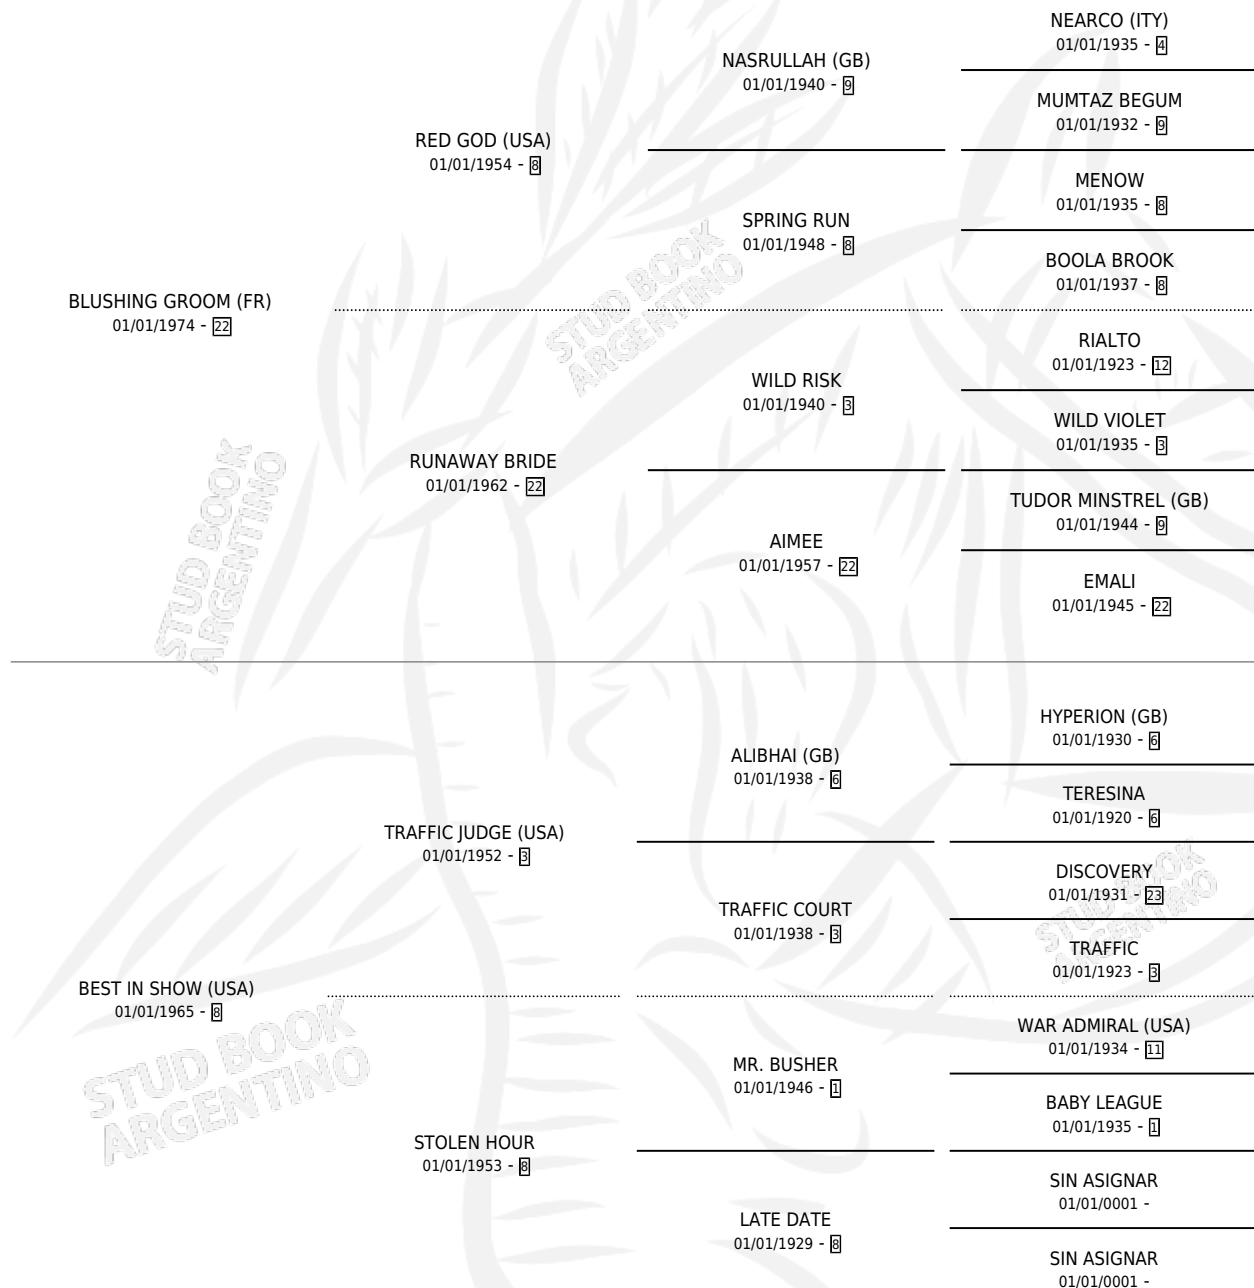 NEARCO (ITY)
01/01/1935 - 4
NASRULLAH (GB)
01/01/1940 - 9
MUMTAZ BEGUM
01/01/1932 - 9
RED GOD (USA)
01/01/1954 - 8
MENOW
01/01/1935 - 8
SPRING RUN
01/01/1948 - 8
BOOLA BROOK
01/01/1937 - 8
BLUSHING GROOM (FR)
01/01/1974 - 22
RIALTO
01/01/1923 - 12
WILD RISK
01/01/1940 - 3
WILD VIOLET
01/01/1935 - 3
RUNAWAY BRIDE
01/01/1962 - 22
TUDOR MINSTREL (GB)
01/01/1944 - 9
AIMEE
01/01/1957 - 22
EMALI
01/01/1945 - 22
HYPERION (GB)
01/01/1930 - 6
ALIBHAI (GB)
01/01/1938 - 6
TERESINA
01/01/1920 - 6
TRAFFIC JUDGE (USA)
01/01/1952 - 3
DISCOVERY
01/01/1931 - 23
TRAFFIC COURT
01/01/1938 - 3
TRAFFIC
01/01/1923 - 3
BEST IN SHOW (USA)
01/01/1965 - 8
WAR ADMIRAL (USA)
01/01/1934 - 11
MR. BUSHER
01/01/1946 - 1
BABY LEAGUE
01/01/1935 - 1
STOLEN HOUR
01/01/1953 - 8
SIN ASIGNAR
01/01/0001 -
LATE DATE
01/01/1929 - 8
SIN ASIGNAR
01/01/0001 -
STUD BOOK
ARGENTINO
STUD BOOK
ARGENTINO
STUD BOOK
ARGENTINO
STUD BOOK
ARGENTINO